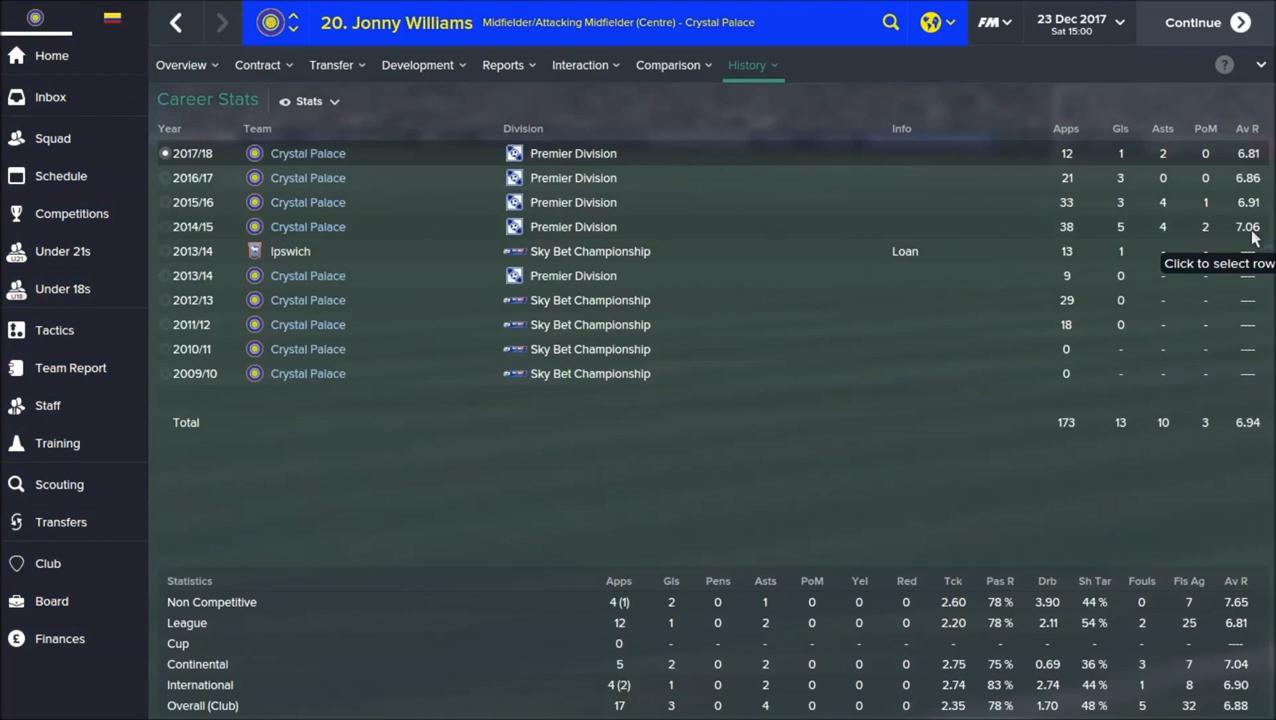 20. Jonny Williams Midfielder/Attacking Midfielder (Centre) - Crystal Palace FM 23 Dec 2017 Sat 15:00 Continue
Home
Inbox
Squad
Schedule
Competitions
U21 Under 21s
U18 Under 18s
Tactics
Team Report
Staff
Training
Scouting
Transfers
Club
Board
£ Finances
Overview Contract Transfer Development Reports Interaction Comparison History ?
Career Stats Stats
Year Team Division Info Apps Gls Asts PoM Av R
2017/18 Crystal Palace Premier Division 12 1 2 0 6.81
2016/17 Crystal Palace Premier Division 21 3 0 0 6.86
2015/16 Crystal Palace Premier Division 33 3 4 1 6.91
2014/15 Crystal Palace Premier Division 38 5 4 2 7.06
2013/14 Ipswich Sky Bet Championship Loan 13 1
Click to select row
2013/14 Crystal Palace Premier Division 9 0 - - ----
2012/13 Crystal Palace Sky Bet Championship 29 0 - - ----
2011/12 Crystal Palace Sky Bet Championship 18 0 - - ----
2010/11 Crystal Palace Sky Bet Championship 0 - - - ----
2009/10 Crystal Palace Sky Bet Championship 0 - - - ----
Total 173 13 10 3 6.94
Statistics Apps Gls Pens Asts PoM Yel Red Tck Pas R Drb Sh Tar Fouls Fls Ag Av R
Non Competitive 4 (1) 2 0 1 0 0 0 2.60 78 % 3.90 44 % 0 7 7.65
League 12 1 0 2 0 0 0 2.20 78 % 2.11 54 % 2 25 6.81
Cup 0 - - - - - - - - - - - - ----
Continental 5 2 0 2 0 0 0 2.75 75 % 0.69 36 % 3 7 7.04
International 4 (2) 1 0 2 0 0 0 2.74 83 % 2.74 44 % 1 8 6.90
Overall (Club) 17 3 0 4 0 0 0 2.35 78 % 1.70 48 % 5 32 6.88